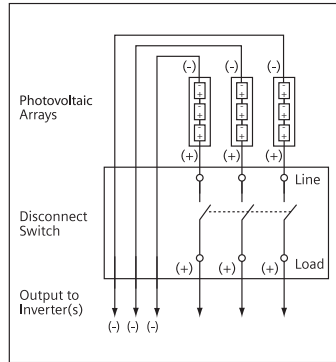 (-) (-) (-)
Photovoltaic
Arrays
- - -
+ + +
- - -
+ + +
- - -
+ + +
(+) (+) (+)
Line
Disconnect
Switch
(+) (+) (+)
Load
Output to
Inverter(s)
(-) (-) (-)